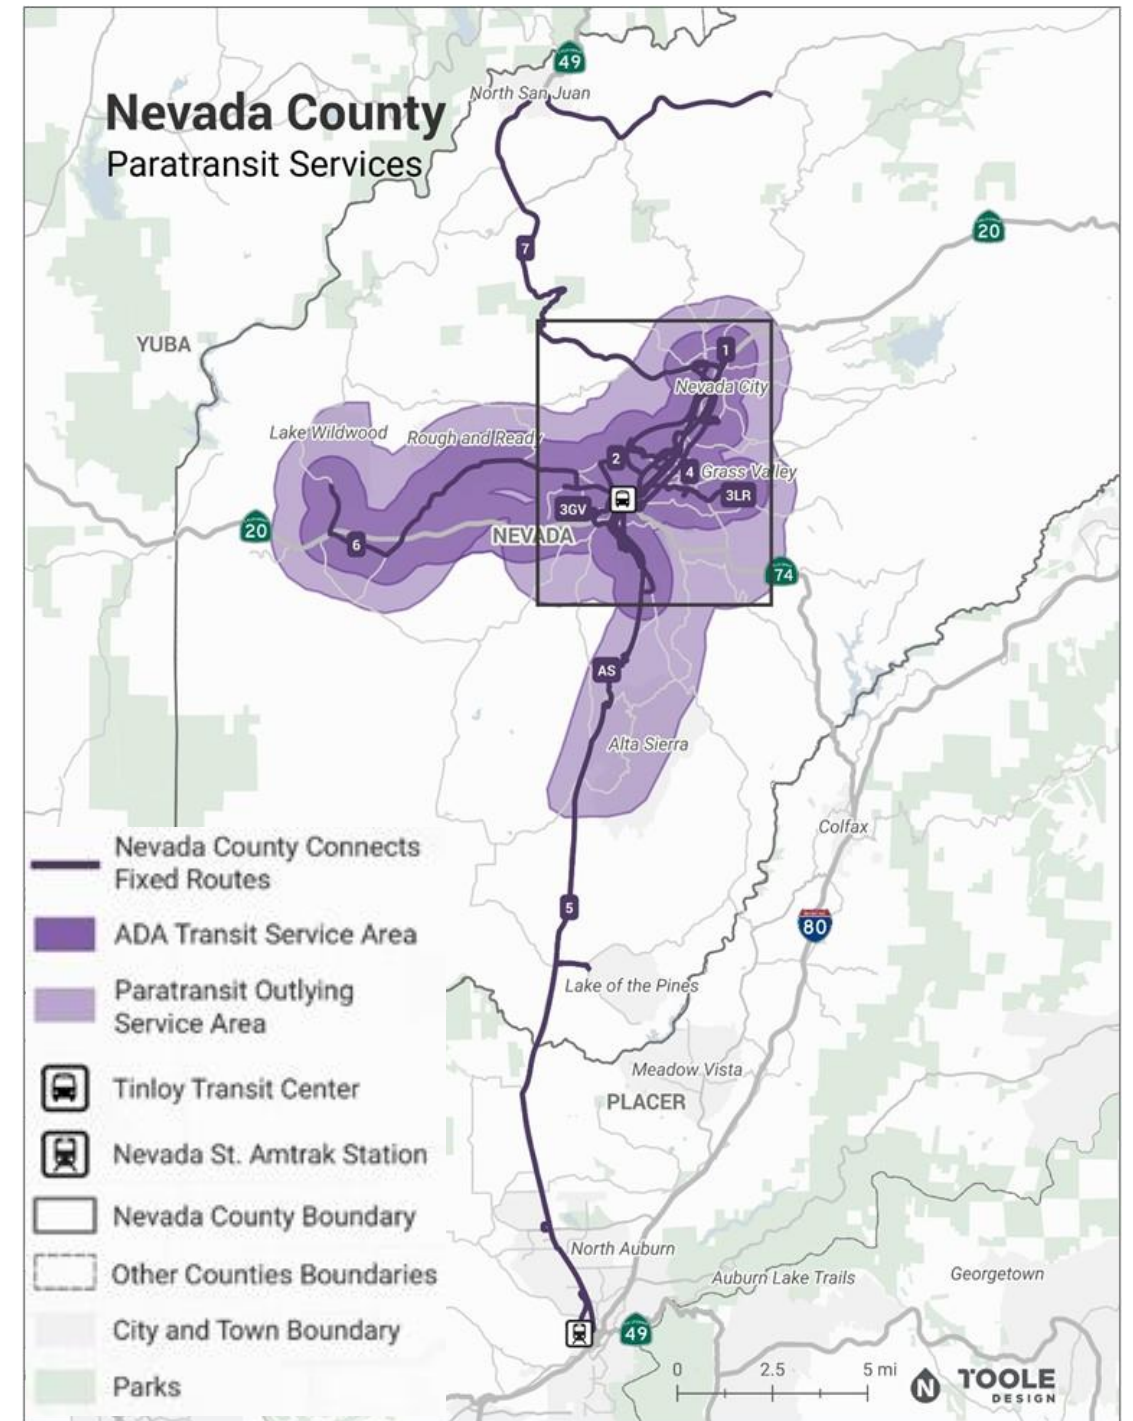 49
North San Juan
Nevada County
Paratransit Services
20
7
YUBA
1
Nevada City
Lake Wildwood
Rough and Ready
2
4
Grass Valley
3LR
3GV
20
6
NEVADA
74
AS
Alta Sierra
Colfax
Nevada County Connects
Fixed Routes
5
80
ADA Transit Service Area
Lake of the Pines
Paratransit Outlying
Service Area
Meadow Vista
PLACER
Tinloy Transit Center
Nevada St. Amtrak Station
Nevada County Boundary
North Auburn
Other Counties Boundaries
Auburn Lake Trails
Georgetown
City and Town Boundary
49
Parks
0 2.5 5 mi
N
TOOLE
DESIGN